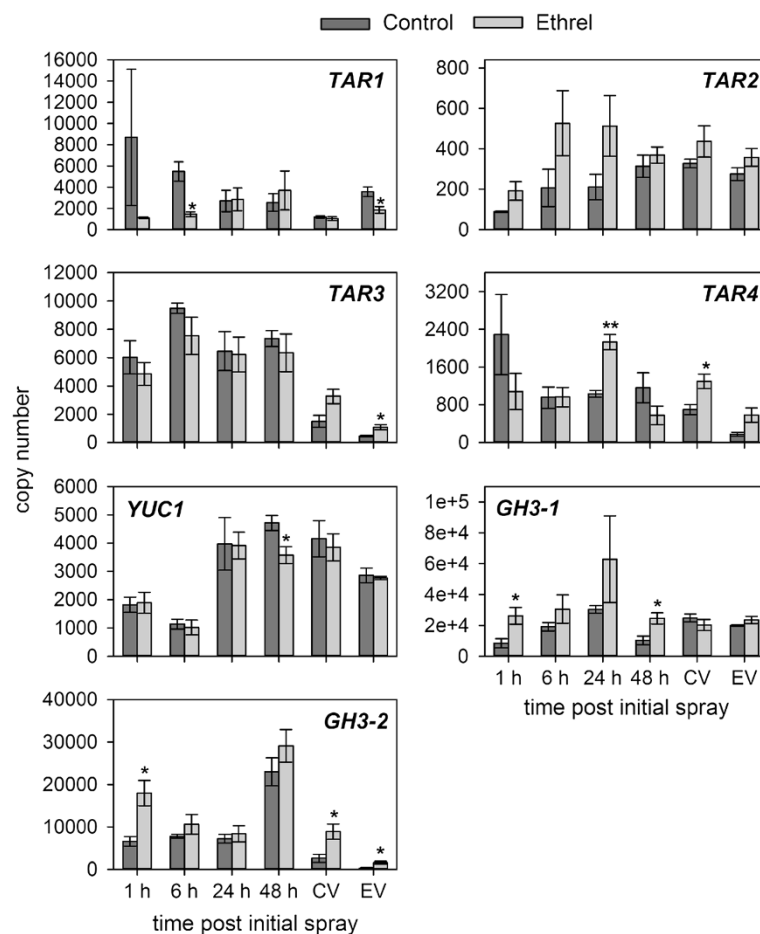 Control Ethrel
TAR1
16000
14000
12000
10000
8000
6000
4000
2000
0
*
*
TAR2
800
600
400
200
0
TAR3
12000
10000
8000
6000
4000
2000
0
*
TAR4
3200
2400
1600
800
0
**
*
copy number
YUC1
6000
5000
4000
3000
2000
1000
0
*
GH3-1
1e+5
8e+4
6e+4
4e+4
2e+4
0
*
*
1 h 6 h 24 h 48 h CV EV
time post initial spray
GH3-2
40000
30000
20000
10000
0
*
*
*
1 h 6 h 24 h 48 h CV EV
time post initial spray